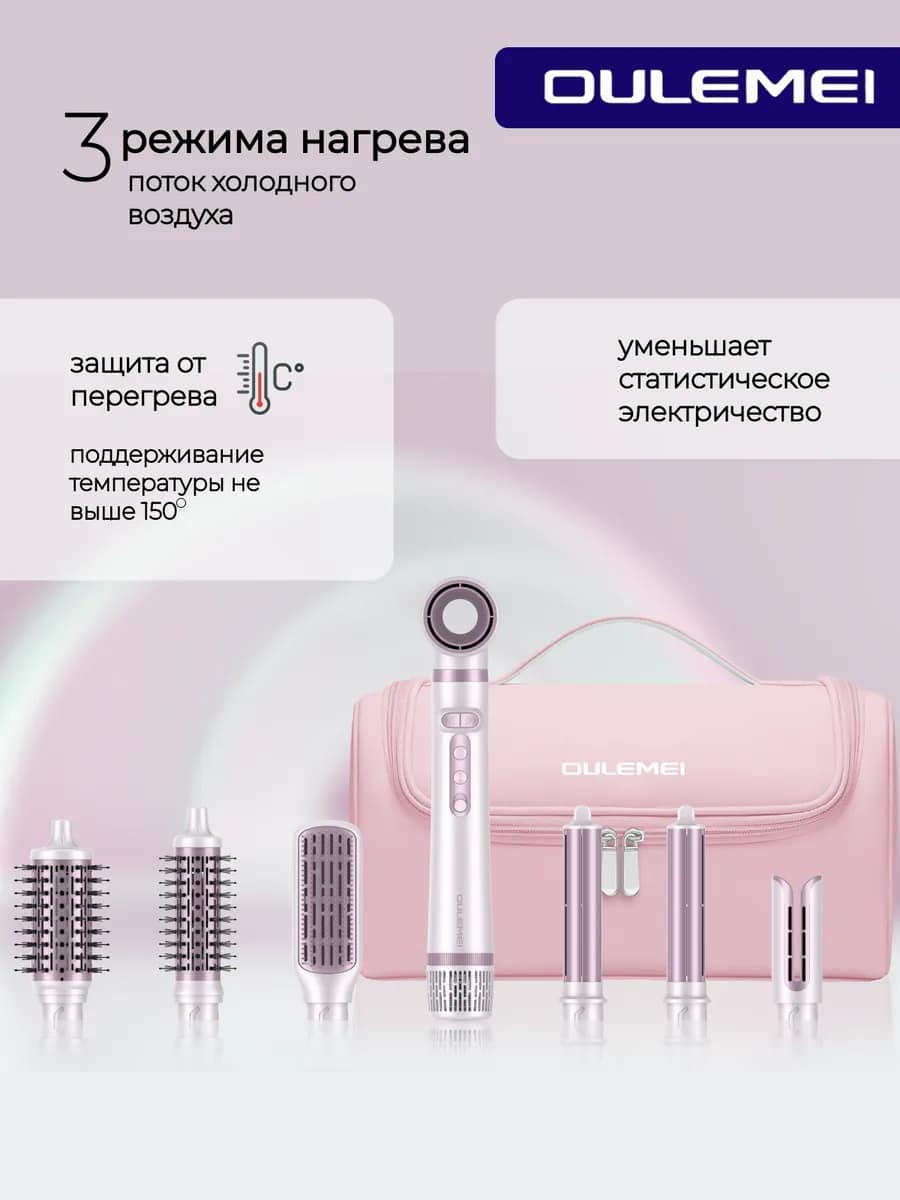 OULEMEI
3 режима нагрева
поток холодного
воздуха
защита от
перегрева
C°
поддерживание
температуры не
выше 150°
уменьшает
статистическое
электричество
OULEMEI
OULEMEI